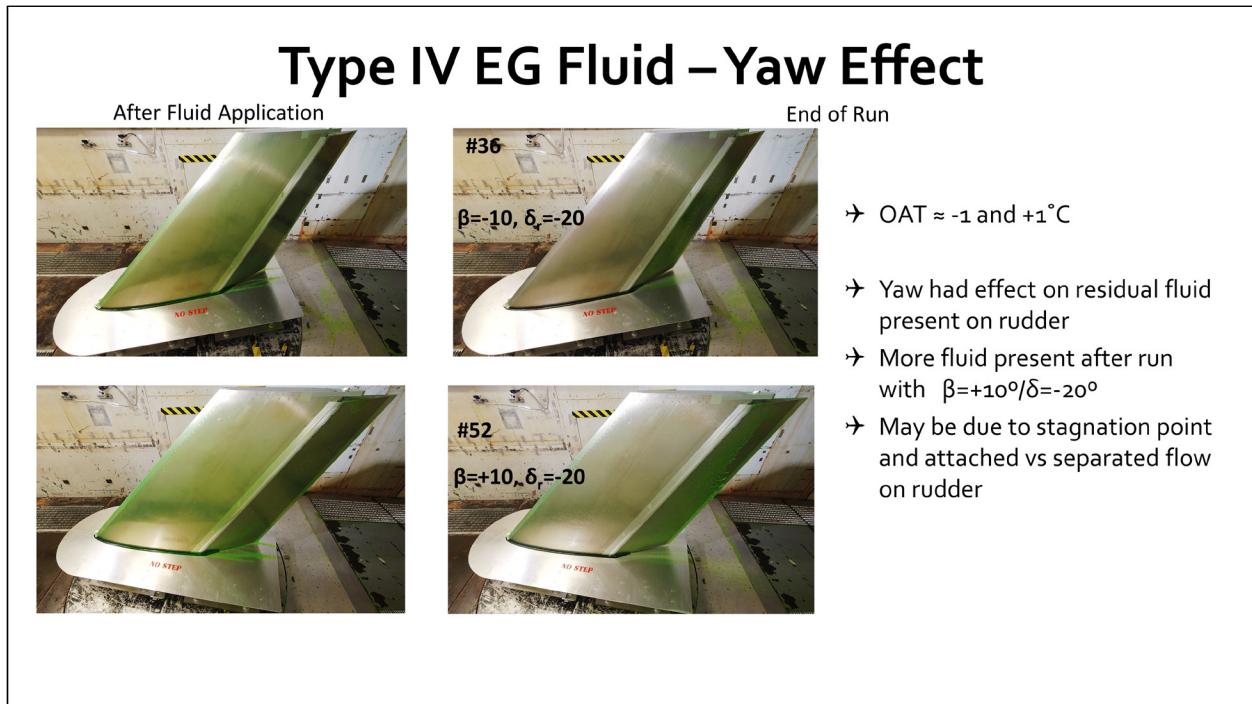 Type IV EG Fluid – Yaw Effect
After Fluid Application
End of Run
#36
β=-10, δr=-20
NO STEP
NO STEP
#52
β=+10, δr=-20
NO STEP
NO STEP
✈ OAT ≈ -1 and +1˚C
✈ Yaw had effect on residual fluid
present on rudder
✈ More fluid present after run
with β=+10º/δ=-20º
✈ May be due to stagnation point
and attached vs separated flow
on rudder